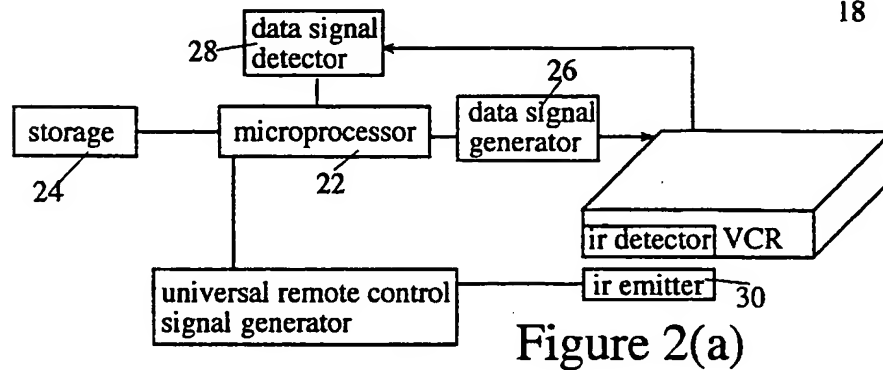 18
data signal
detector
28
26
data signal
generator
storage
microprocessor
24
22
ir detector
VCR
universal remote control
signal generator
ir emitter
30
Figure 2(a)